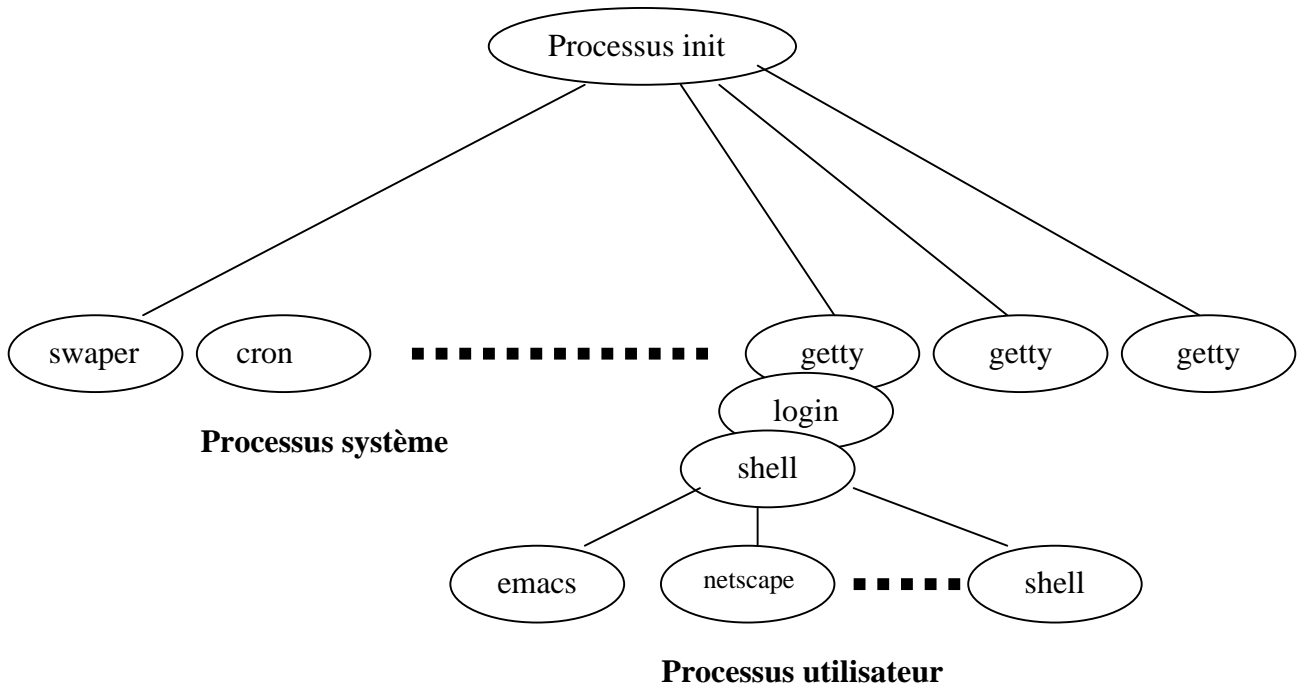 Processus init
swaper
cron
getty
getty
getty
login
Processus système
shell
emacs
netscape
shell
Processus utilisateur